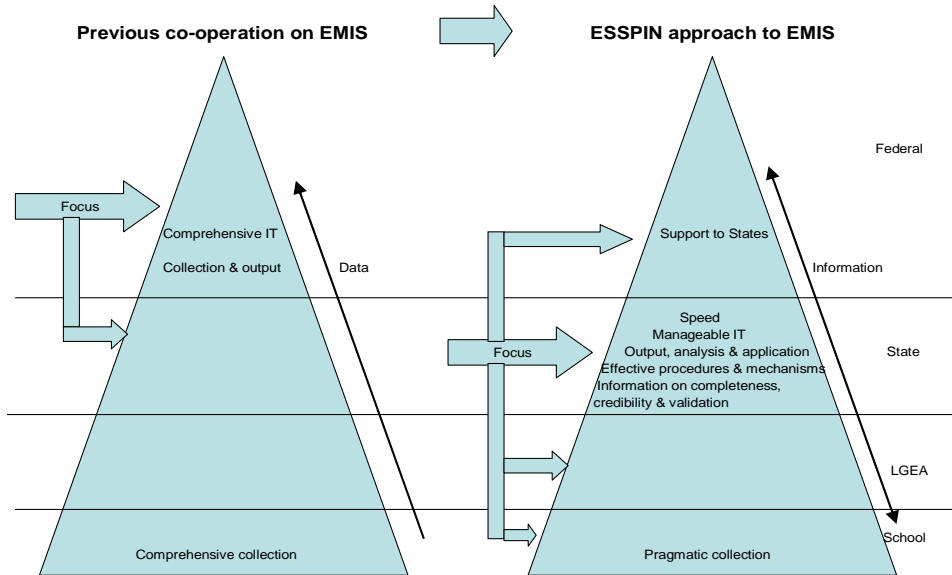 Previous co-operation on EMIS
ESSPIN approach to EMIS
Federal
Focus
Comprehensive IT
Collection & output
Data
Support to States
Information
Speed
Manageable IT
Output, analysis & application
Effective procedures & mechanisms
Information on completeness,
credibility & validation
Focus
State
LGEA
School
Comprehensive collection
Pragmatic collection